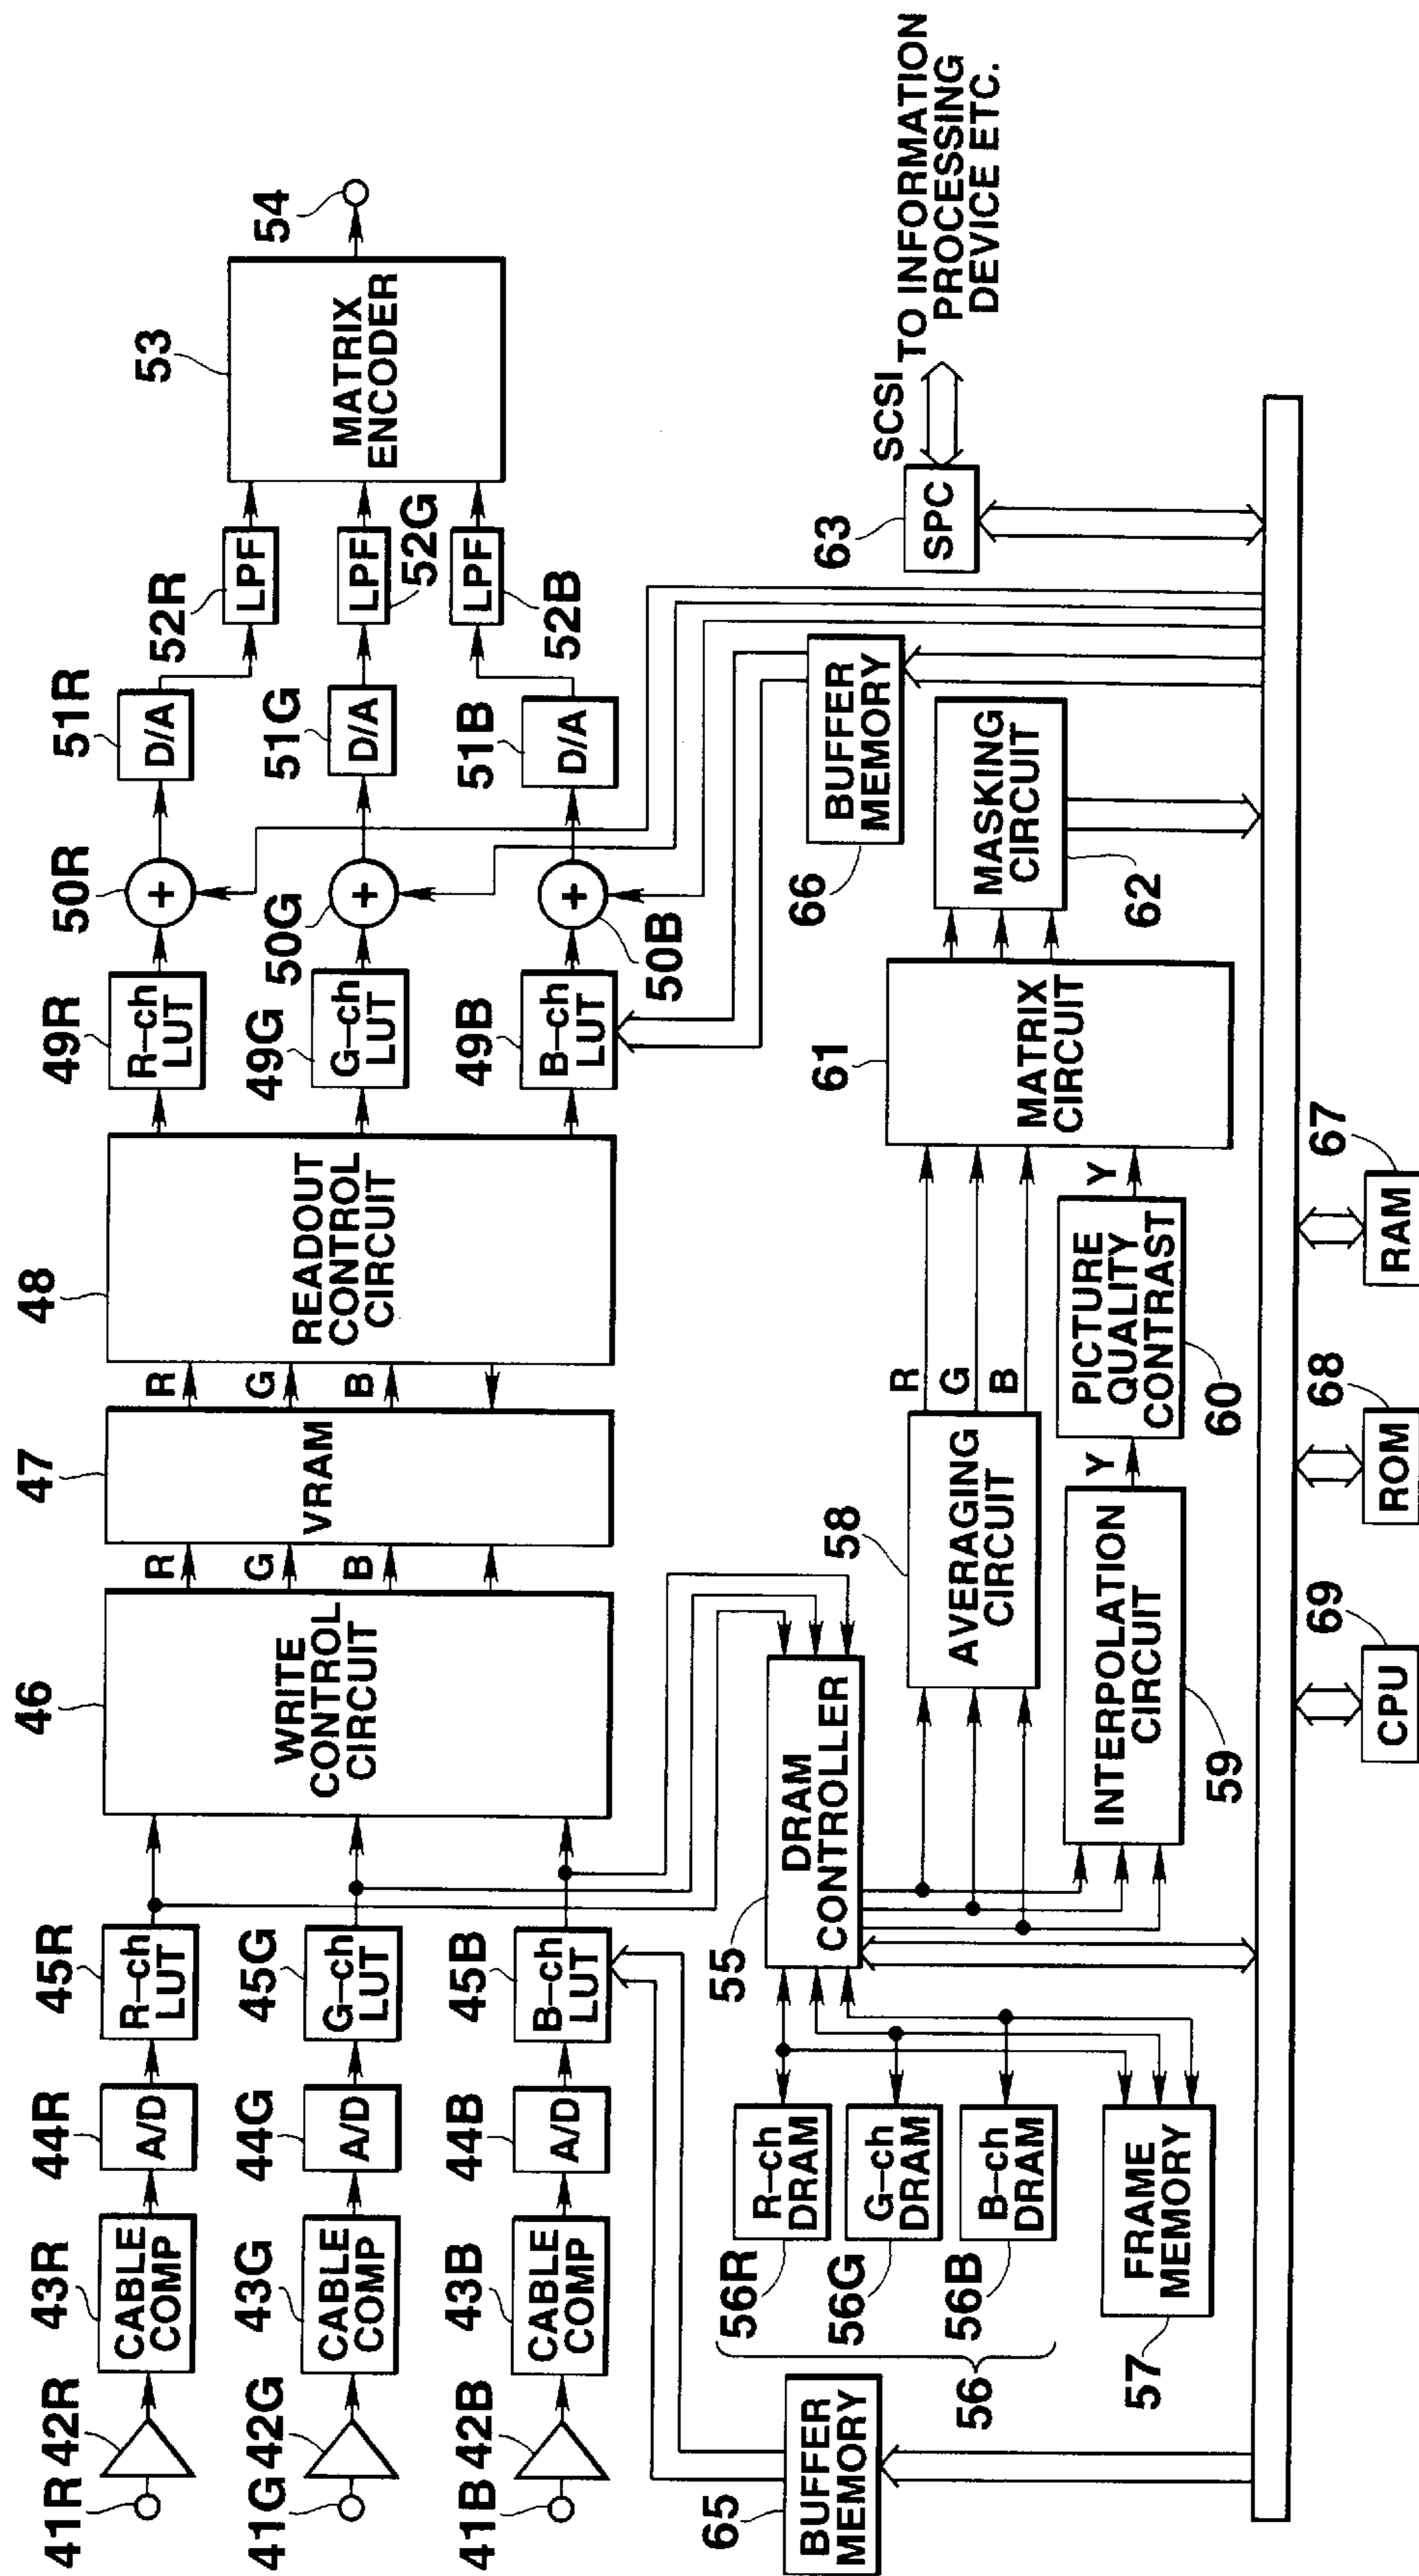 41R
42R
43R
CABLE
COMP
44R
A/D
45R
R-ch
LUT
41G
42G
43G
CABLE
COMP
44G
A/D
45G
G-ch
LUT
41B
42B
43B
CABLE
COMP
44B
A/D
45B
B-ch
LUT
46
WRITE
CONTROL
CIRCUIT
R
G
B
47
VRAM
R
G
B
48
READOUT
CONTROL
CIRCUIT
49R
R-ch
LUT
50R
+
51R
D/A
52R
LPF
49G
G-ch
LUT
50G
+
51G
D/A
LPF
52G
49B
B-ch
LUT
+
50B
51B
D/A
LPF
52B
53
MATRIX
ENCODER
54
65
BUFFER
MEMORY
56
56R
R-ch
DRAM
56G
G-ch
DRAM
56B
B-ch
DRAM
57
FRAME
MEMORY
55
DRAM
CONTROLLER
58
AVERAGING
CIRCUIT
R
G
B
INTERPOLATION
CIRCUIT
59
Y
PICTURE
QUALITY
CONTRAST
60
Y
61
MATRIX
CIRCUIT
BUFFER
MEMORY
66
MASKING
CIRCUIT
62
63
SPC
SCSI
TO INFORMATION
PROCESSING
DEVICE ETC.
69
CPU
68
ROM
67
RAM